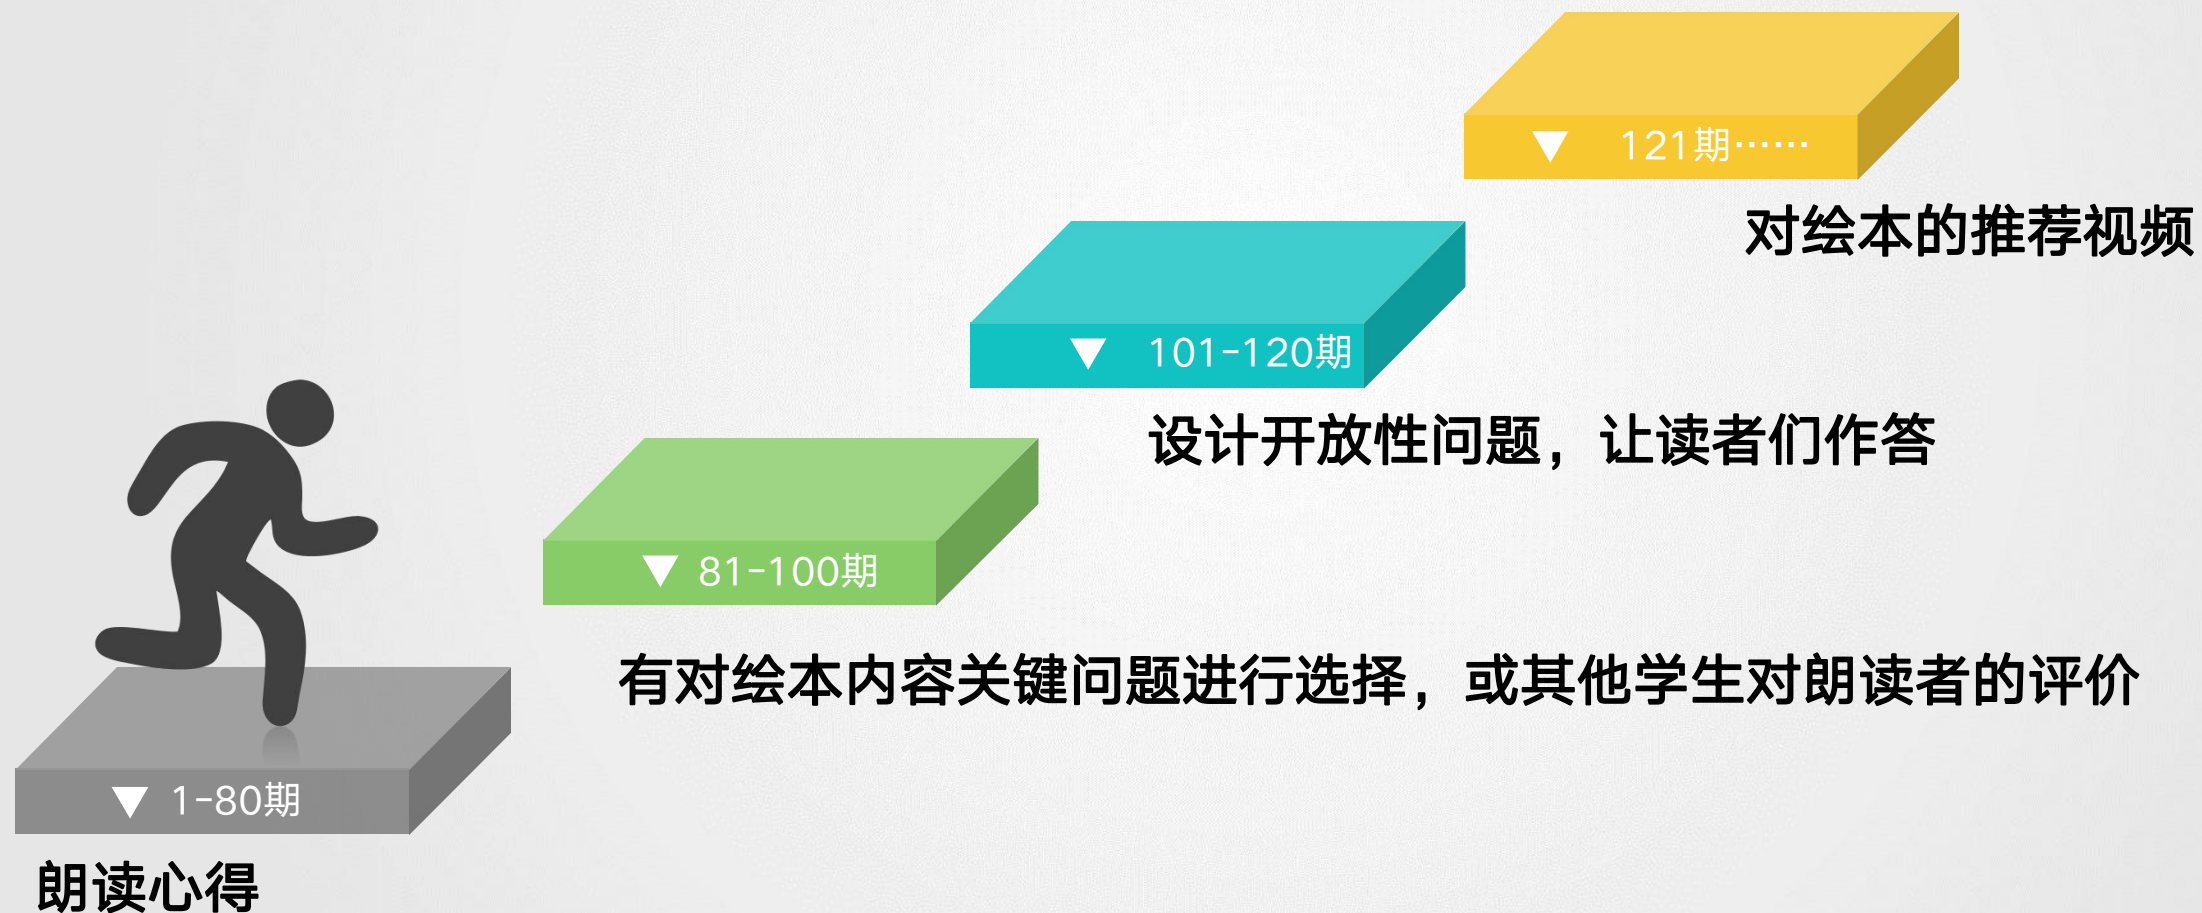 ▼ 121期……
对绘本的推荐视频
▼ 101-120期
设计开放性问题，让读者们作答
▼ 81-100期
有对绘本内容关键问题进行选择，或其他学生对朗读者的评价
▼ 1-80期
朗读心得